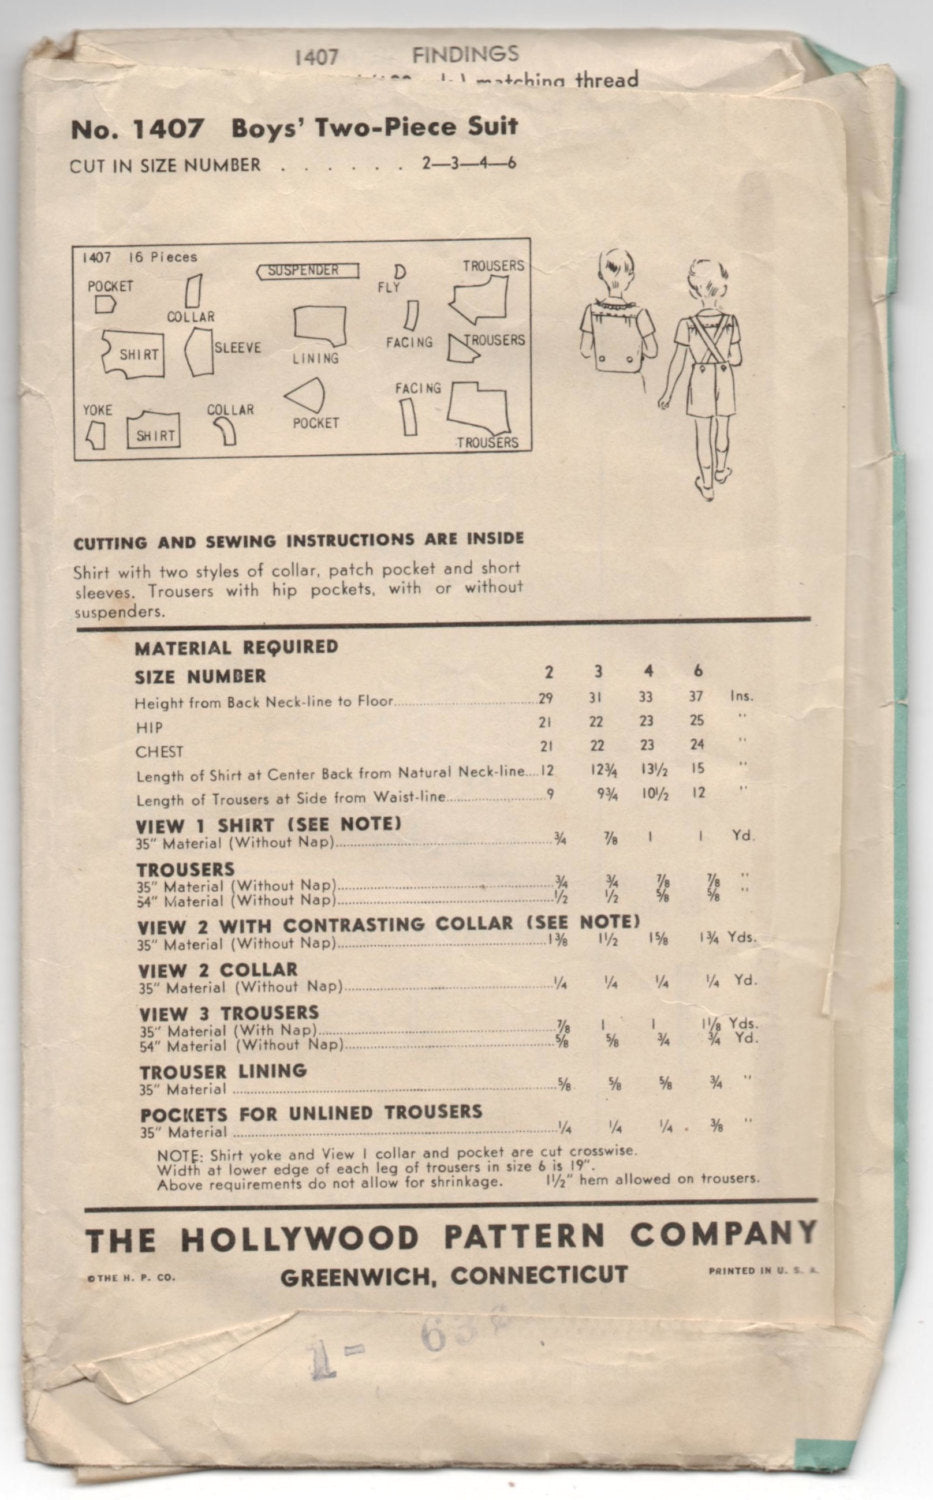 1407 FINDINGS
matching thread
No. 1407 Boys' Two-Piece Suit
CUT IN SIZE NUMBER . . . . . . 2—3—4—6
1407 16 Pieces
SUSPENDER
TROUSERS
POCKET
D
FLY
COLLAR
FACING
TROUSERS
SHIRT
SLEEVE
LINING
FACING
YOKE
COLLAR
POCKET
SHIRT
TROUSERS
CUTTING AND SEWING INSTRUCTIONS ARE INSIDE
Shirt with two styles of collar, patch pocket and short
sleeves. Trousers with hip pockets, with or without
suspenders.
MATERIAL REQUIRED
SIZE NUMBER 2 3 4 6
Height from Back Neck-line to Floor 29 31 33 37 Ins.
HIP 21 22 23 25 "
CHEST 21 22 23 24 "
Length of Shirt at Center Back from Natural Neck-line 12 12¾ 13½ 15 "
Length of Trousers at Side from Waist-line 9 9¾ 10½ 12 "
VIEW 1 SHIRT (SEE NOTE)
35" Material (Without Nap) ¾ ⅞ 1 1 Yd.
TROUSERS
35" Material (Without Nap) ¾ ¾ ⅞ ⅞ "
54" Material (Without Nap) ½ ½ ⅝ ⅝ "
VIEW 2 WITH CONTRASTING COLLAR (SEE NOTE)
35" Material (Without Nap) 1⅜ 1½ 1⅝ 1¾ Yds.
VIEW 2 COLLAR
35" Material (Without Nap) ¼ ¼ ¼ ¼ Yd.
VIEW 3 TROUSERS
35" Material (With Nap) ⅞ 1 1 1⅛ Yds.
54" Material (Without Nap) ⅝ ⅝ ¾ ¾ Yd.
TROUSER LINING
35" Material ⅝ ⅝ ⅝ ¾ "
POCKETS FOR UNLINED TROUSERS
35" Material ¼ ¼ ¼ ⅜ "
NOTE: Shirt yoke and View 1 collar and pocket are cut crosswise.
Width at lower edge of each leg of trousers in size 6 is 19".
Above requirements do not allow for shrinkage. 1½" hem allowed on trousers.
THE HOLLYWOOD PATTERN COMPANY
©THE H. P. CO. GREENWICH, CONNECTICUT PRINTED IN U. S. A.
1- 63¢